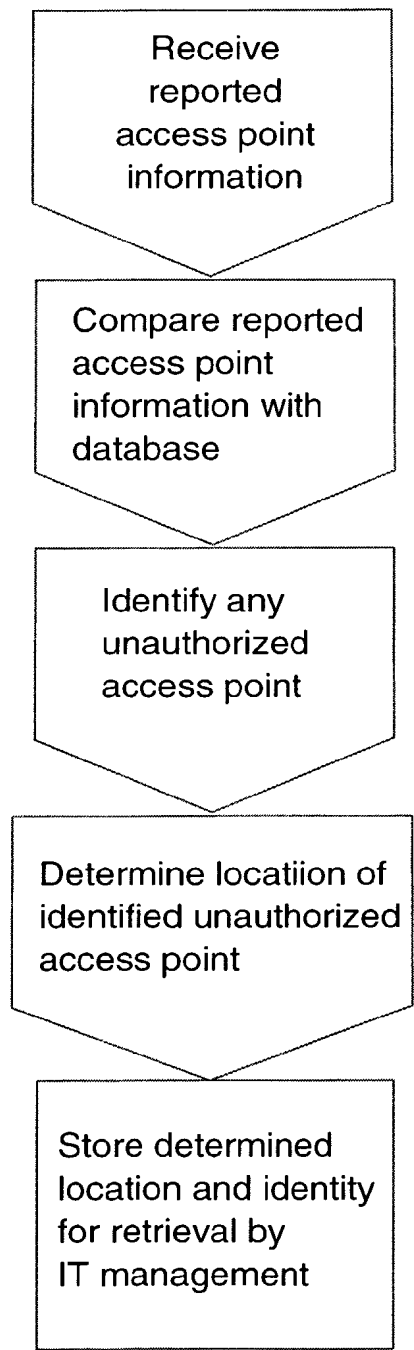 Receive
reported
access point
information
Compare reported
access point
information with
database
Identify any
unauthorized
access point
Determine locatiion of
identified unauthorized
access point
Store determined
location and identity
for retrieval by
IT management